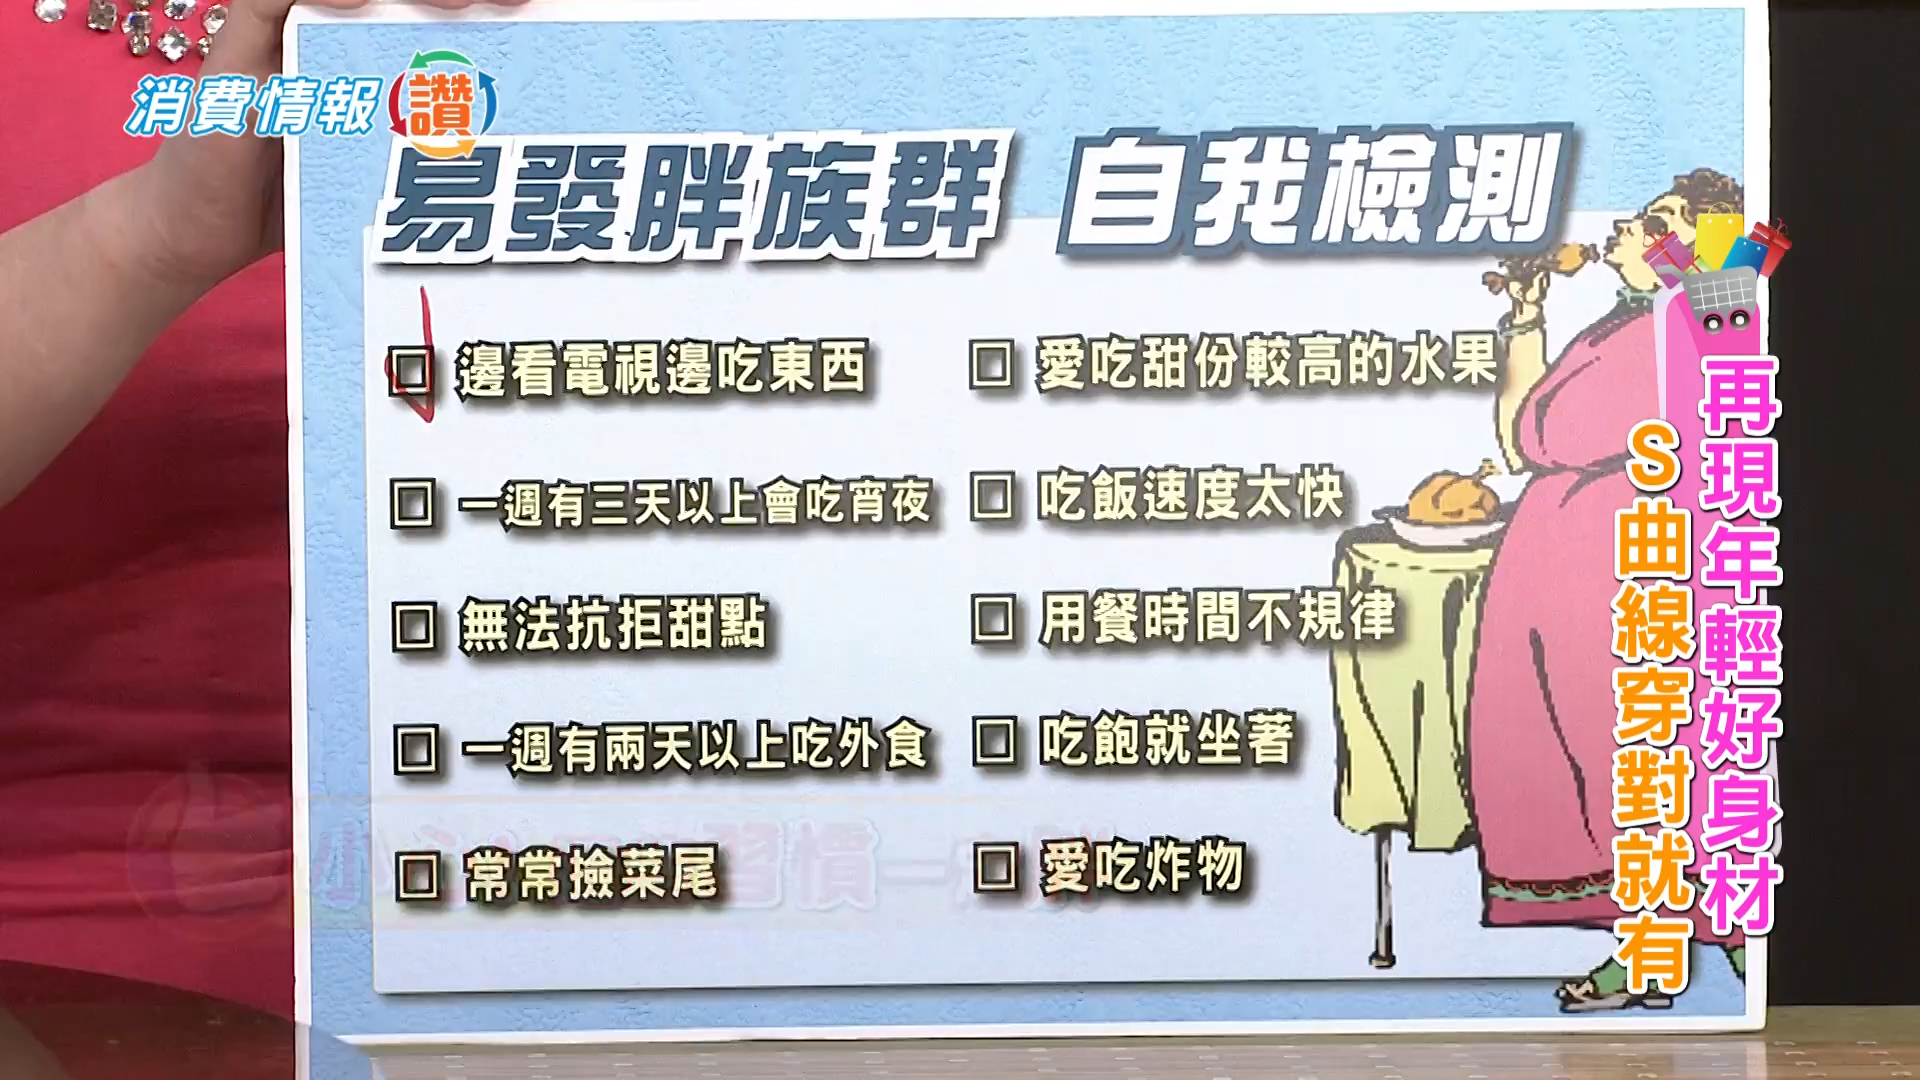 消費情報讚
易發胖族群 自我檢測
邊看電視邊吃東西
一週有三天以上會吃宵夜
無法抗拒甜點
一週有兩天以上吃外食
常常撿菜尾
愛吃甜份較高的水果
吃飯速度太快
用餐時間不規律
吃飽就坐著
愛吃炸物
再現年輕好身材
S曲線穿對就有